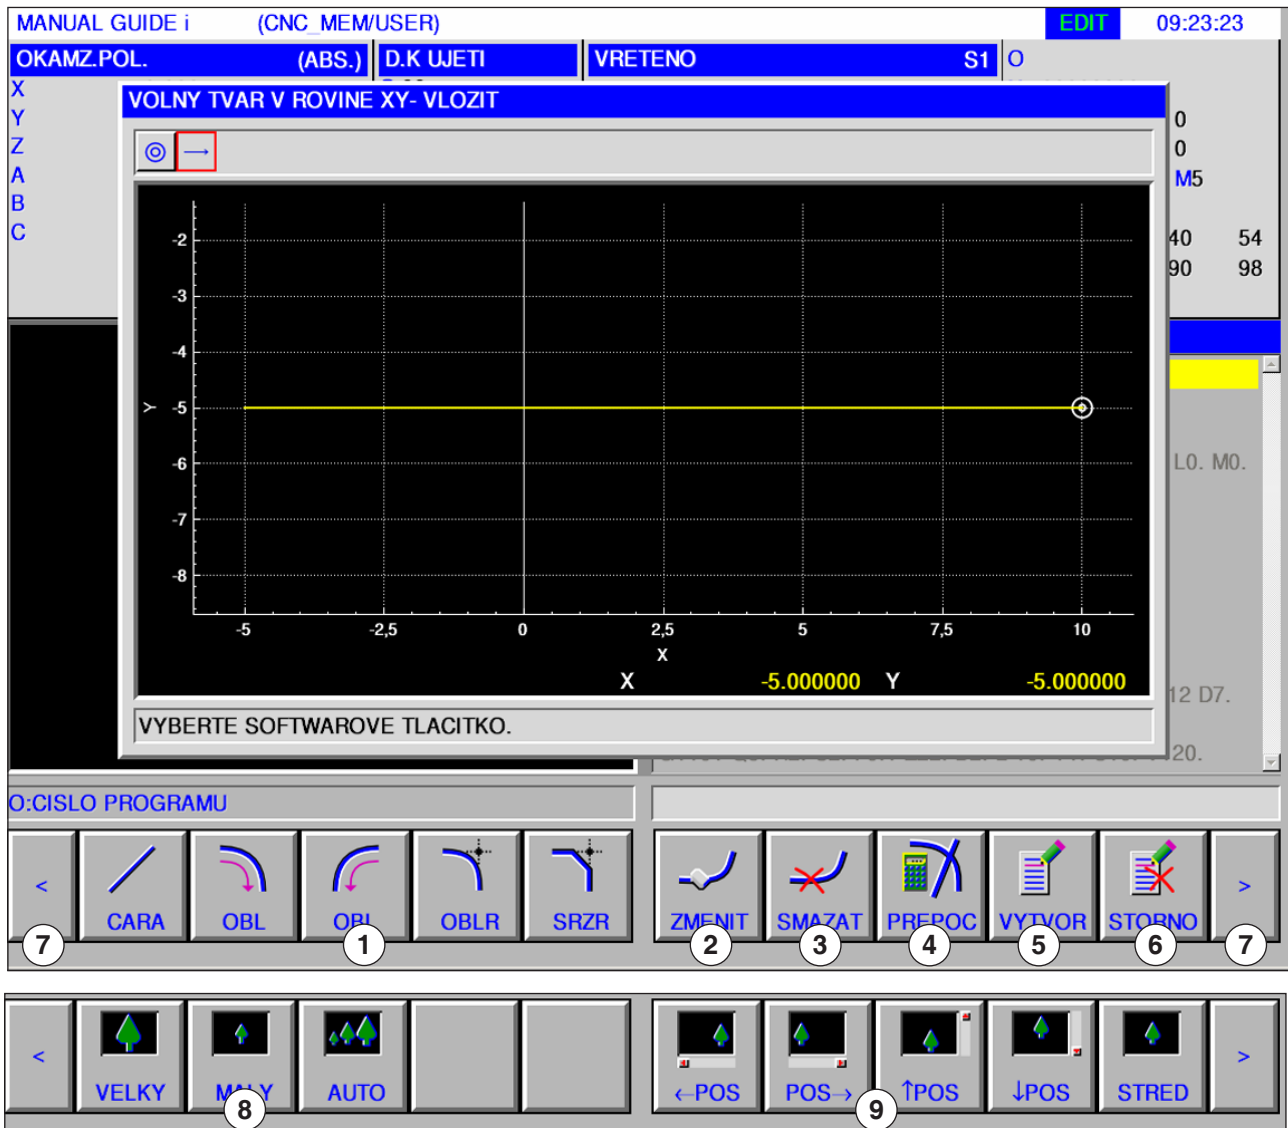 MANUAL GUIDE i (CNC_MEM/USER) EDIT 09:23:23
OKAMZ.POL. (ABS.) D.K UJETI VRETENO S1 O
X
Y 0
Z 0
A M5
B
C 40 54
90 98
VOLNY TVAR V ROVINE XY- VLOZIT
-2
-3
-4
Y -5
-6
-7
-8
-5 -2,5 0 2,5 5 7,5 10
X
X -5.000000 Y -5.000000
L0. M0.
12 D7.
VYBERTE SOFTWAROVE TLACITKO.
120.
O:CISLO PROGRAMU
< CARA OBL OBL OBLR SRZR ZMENIT SMAZAT PREPOC VYTVOR STORNO >
7 1 2 3 4 5 6 7
< VELKY MALY AUTO ←POS POS→ ↑POS ↓POS STRED >
8 9